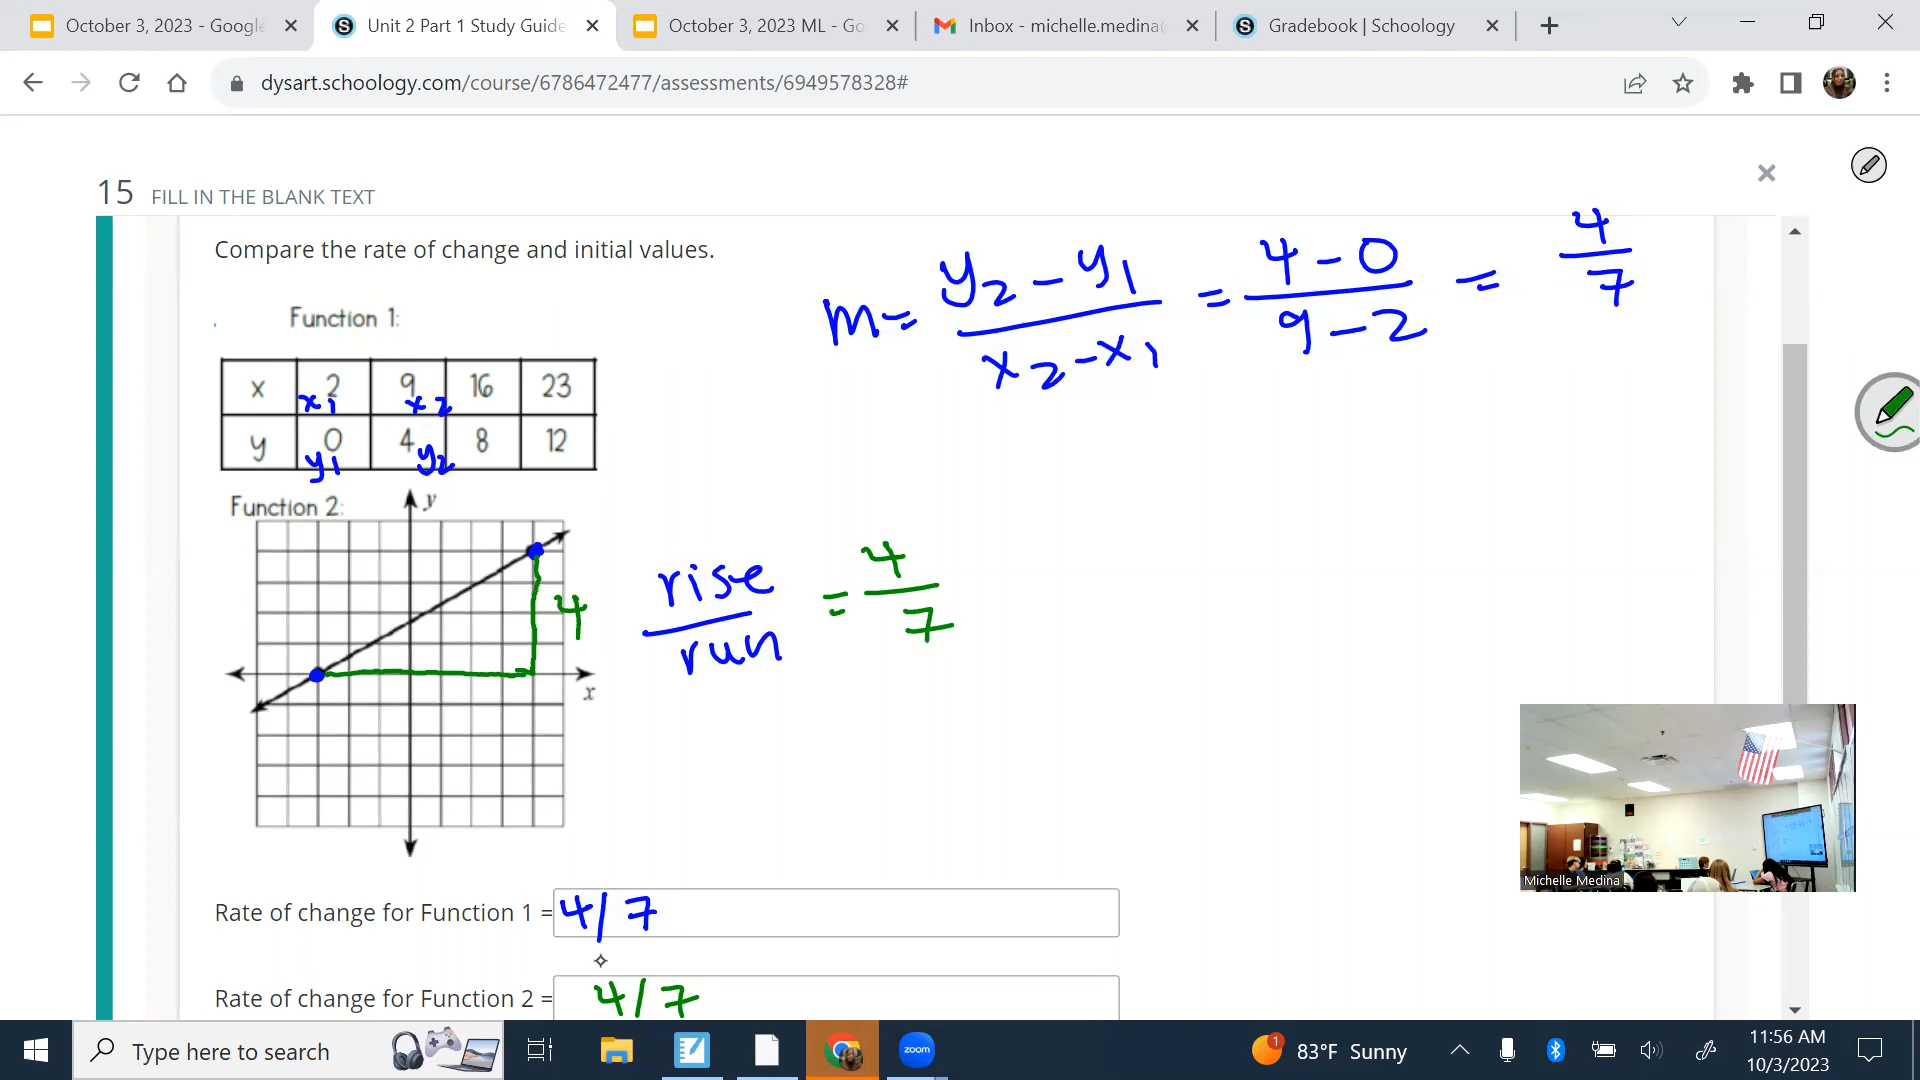 October 3, 2023 - Google
Unit 2 Part 1 Study Guide
October 3, 2023 ML - Go
Inbox - michelle.medina@
Gradebook | Schoology
dysart.schoology.com/course/6786472477/assessments/6949578328#
15 FILL IN THE BLANK TEXT
Compare the rate of change and initial values.
m = y2 - y1 / x2 - x1 = 4 - 0 / 9 - 2 = 4 / 7
Function 1:
x 2 9 16 23
x1 x2
y 0 4 8 12
y1 y2
Function 2:
y
rise / run = 4 / 7
4
x
Michelle Medina
Rate of change for Function 1 = 4/7
Rate of change for Function 2 = 4/7
Type here to search
zoom
1
83°F Sunny
11:56 AM
10/3/2023